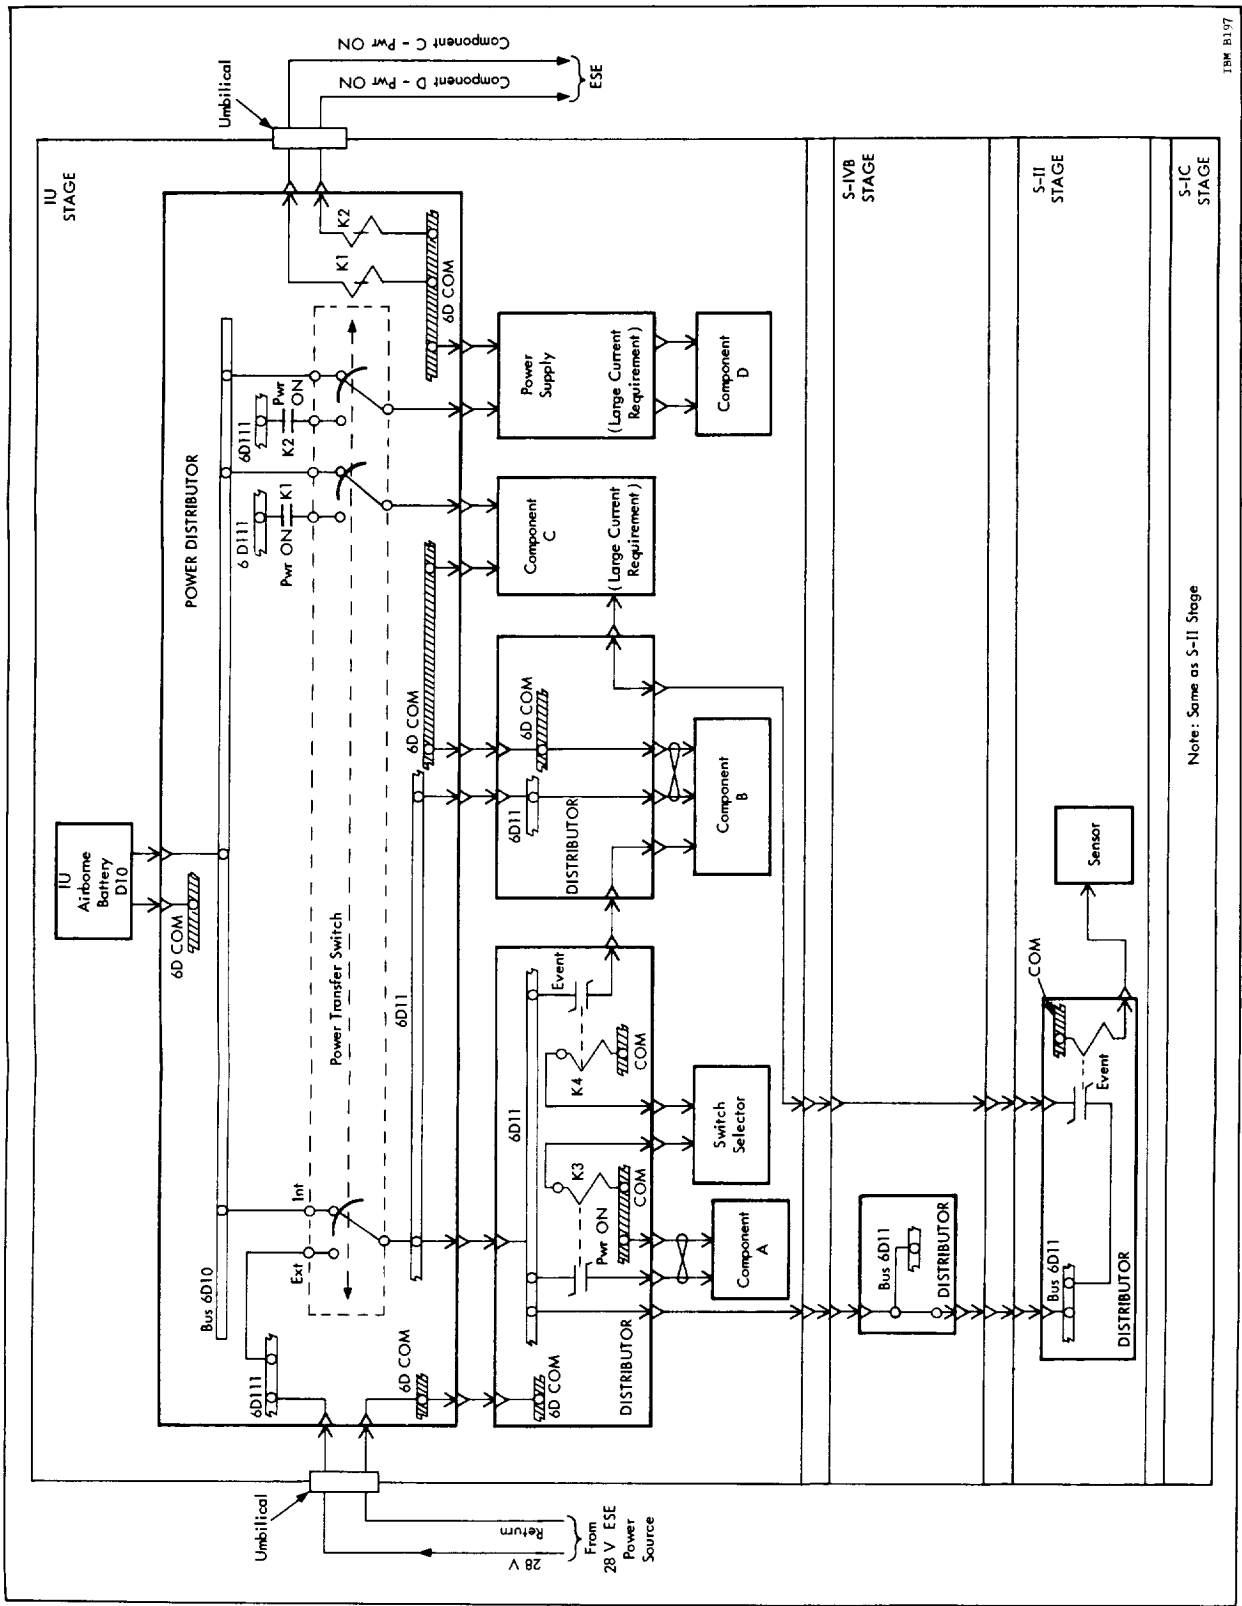 IU
STAGE
IU
Airborne
Battery
D10
6D COM
POWER DISTRIBUTOR
Bus 6D10
6D111
Ext
Int
Power Transfer Switch
6 D111
Pwr ON
K1
6D111
K2
Pwr
ON
K1
K2
6D COM
Umbilical
Component D - Pwr ON
Component C - Pwr ON
ESE
Umbilical
28 V
Return
From
28 V ESE
Power
Source
6D COM
6D11
6D COM
6D COM
DISTRIBUTOR
6D11
Pwr ON
K3
COM
K4
COM
Event
6D11
6D COM
DISTRIBUTOR
Component
A
Switch
Selector
Component
B
Component
C
(Large Current
Requirement)
Power
Supply
(Large Current
Requirement)
Component
D
S-IVB
STAGE
Bus 6D11
DISTRIBUTOR
S-II
STAGE
Bus 6D11
DISTRIBUTOR
Event
COM
Sensor
S-IC
STAGE
Note: Same as S-II Stage
IBM B197